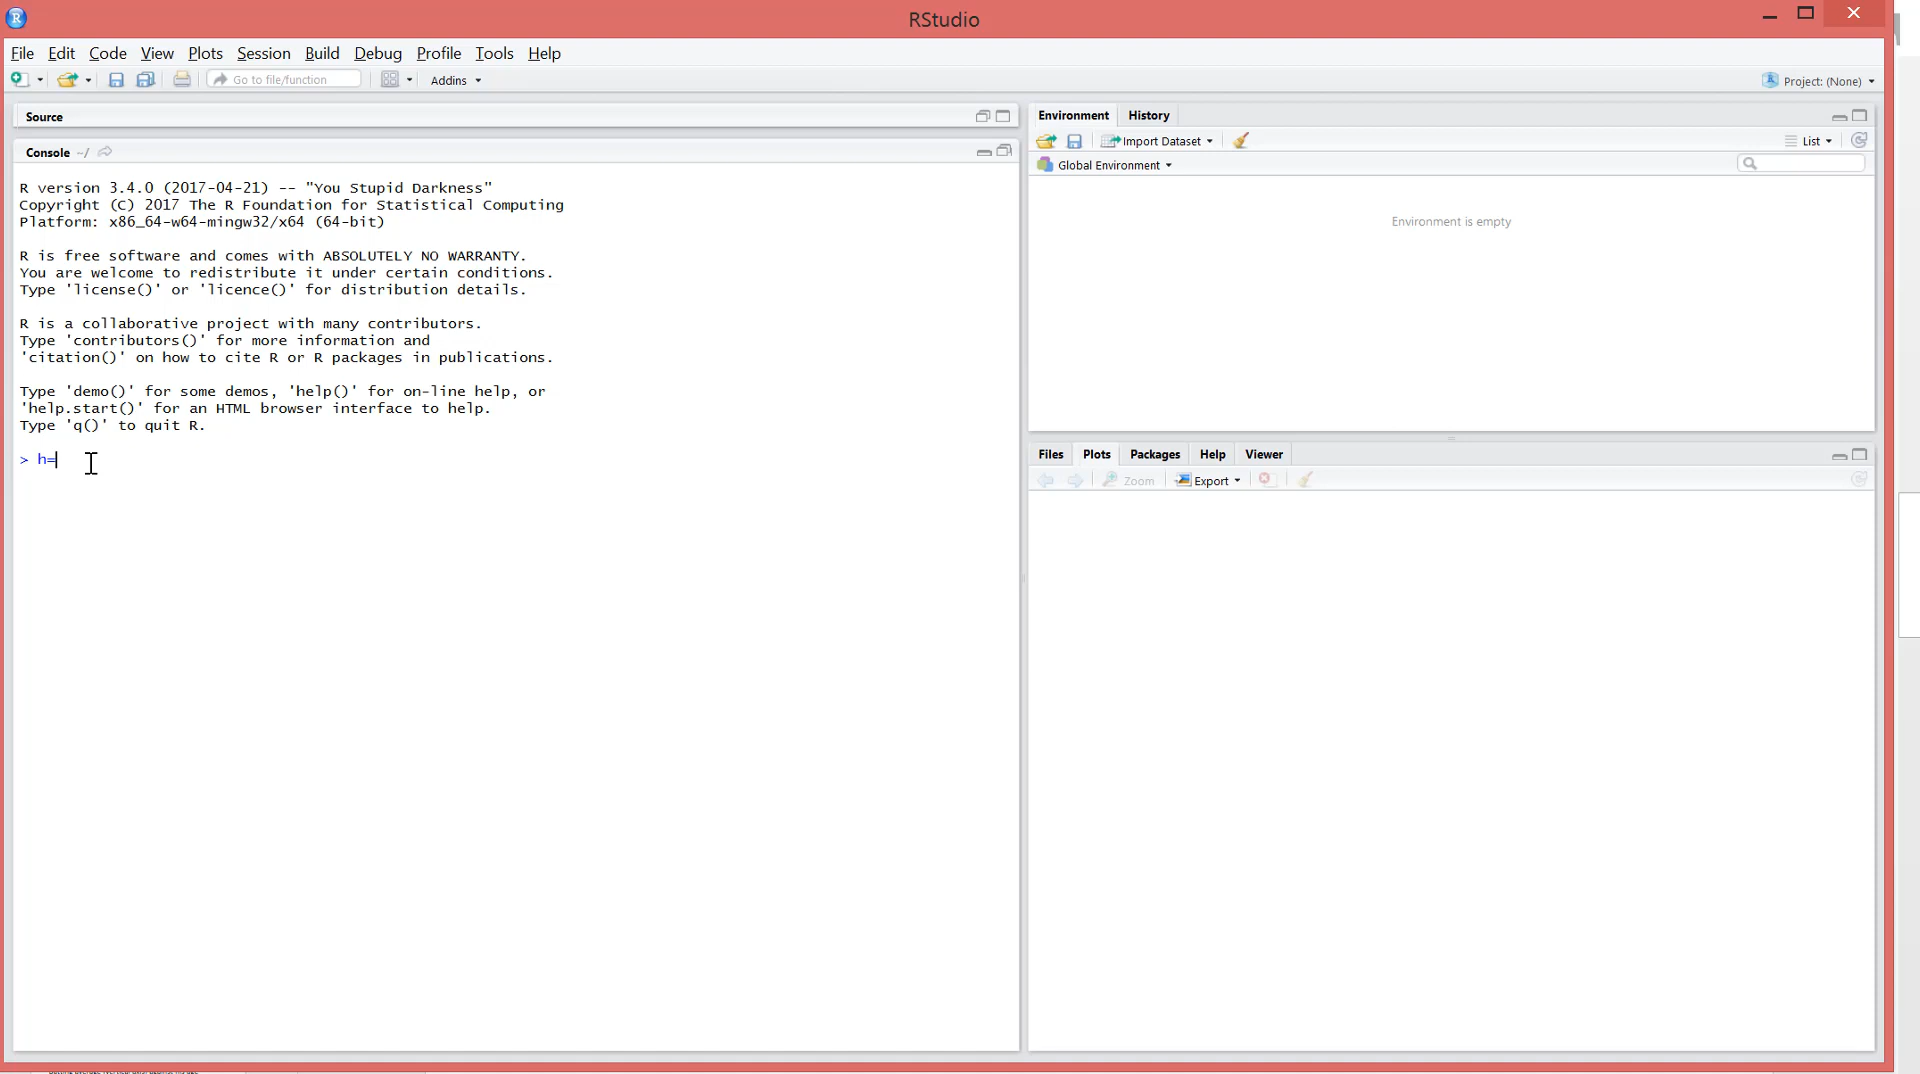 RStudio
File Edit Code View Plots Session Build Debug Profile Tools Help
Go to file/function Addins Project: (None)
Source
Console ~/
R version 3.4.0 (2017-04-21) -- "You Stupid Darkness"
Copyright (C) 2017 The R Foundation for Statistical Computing
Platform: x86_64-w64-mingw32/x64 (64-bit)
R is free software and comes with ABSOLUTELY NO WARRANTY.
You are welcome to redistribute it under certain conditions.
Type 'license()' or 'licence()' for distribution details.
R is a collaborative project with many contributors.
Type 'contributors()' for more information and
'citation()' on how to cite R or R packages in publications.
Type 'demo()' for some demos, 'help()' for on-line help, or
'help.start()' for an HTML browser interface to help.
Type 'q()' to quit R.
> h=
Environment History
Import Dataset List
Global Environment
Environment is empty
Files Plots Packages Help Viewer
Zoom Export